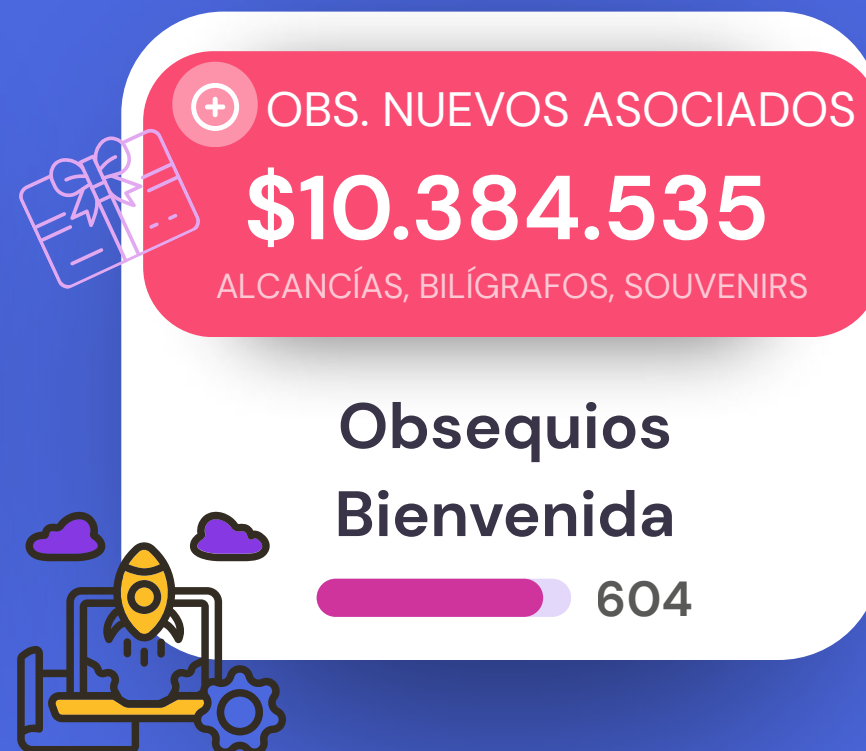 OBS. NUEVOS ASOCIADOS
$10.384.535
ALCANCÍAS, BILÍGRAFOS, SOUVENIRS
Obsequios
Bienvenida
604